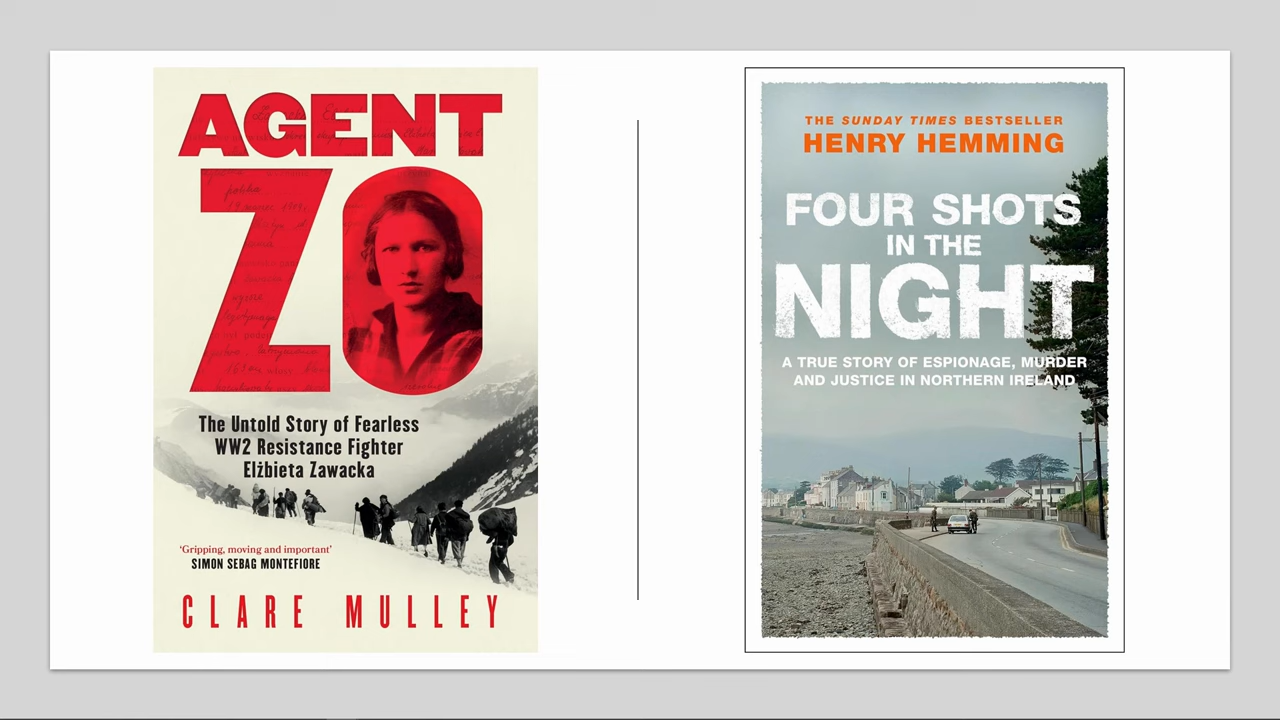 AGENT
ZO
The Untold Story of Fearless
WW2 Resistance Fighter
Elżbieta Zawacka
‘Gripping, moving and important’
SIMON SEBAG MONTEFIORE
CLARE MULLEY
THE SUNDAY TIMES BESTSELLER
HENRY HEMMING
FOUR SHOTS
IN THE
NIGHT
A TRUE STORY OF ESPIONAGE, MURDER
AND JUSTICE IN NORTHERN IRELAND